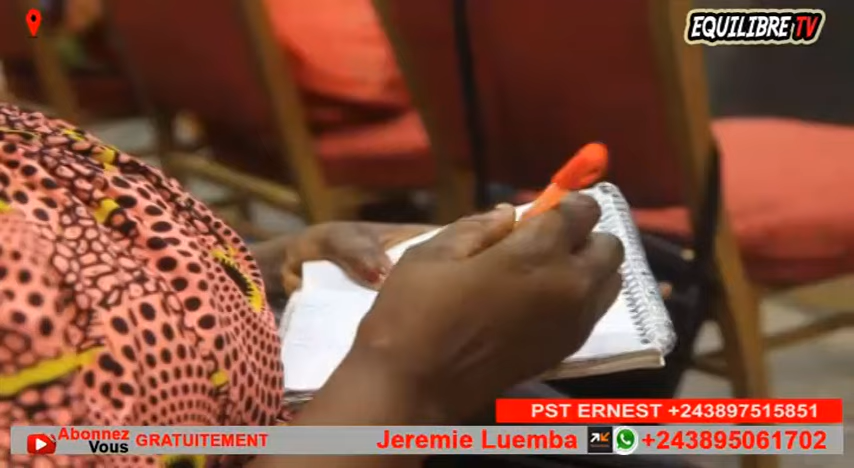 EQUILIBRE TV
PST ERNEST +243897515851
Abonnez
Vous
GRATUITEMENT
Jeremie Luemba
+243895061702